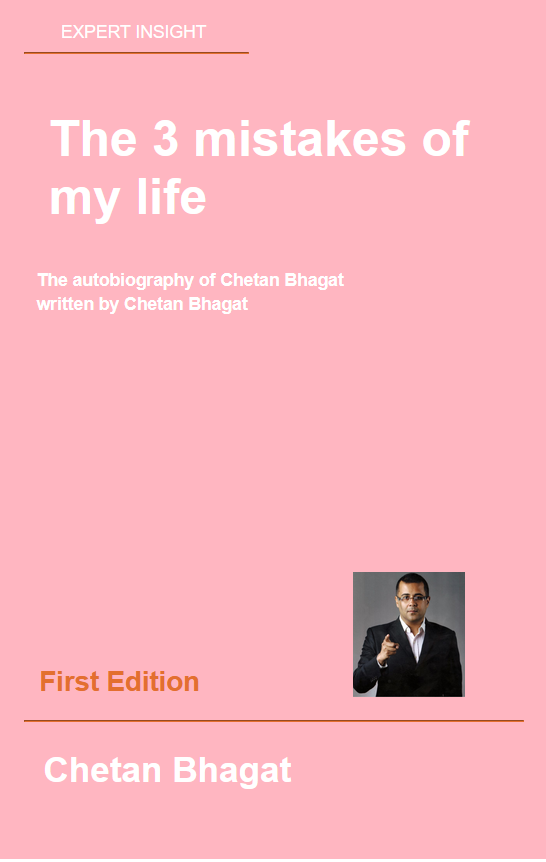 EXPERT INSIGHT
The 3 mistakes of
my life
The autobiography of Chetan Bhagat
written by Chetan Bhagat
First Edition
Chetan Bhagat